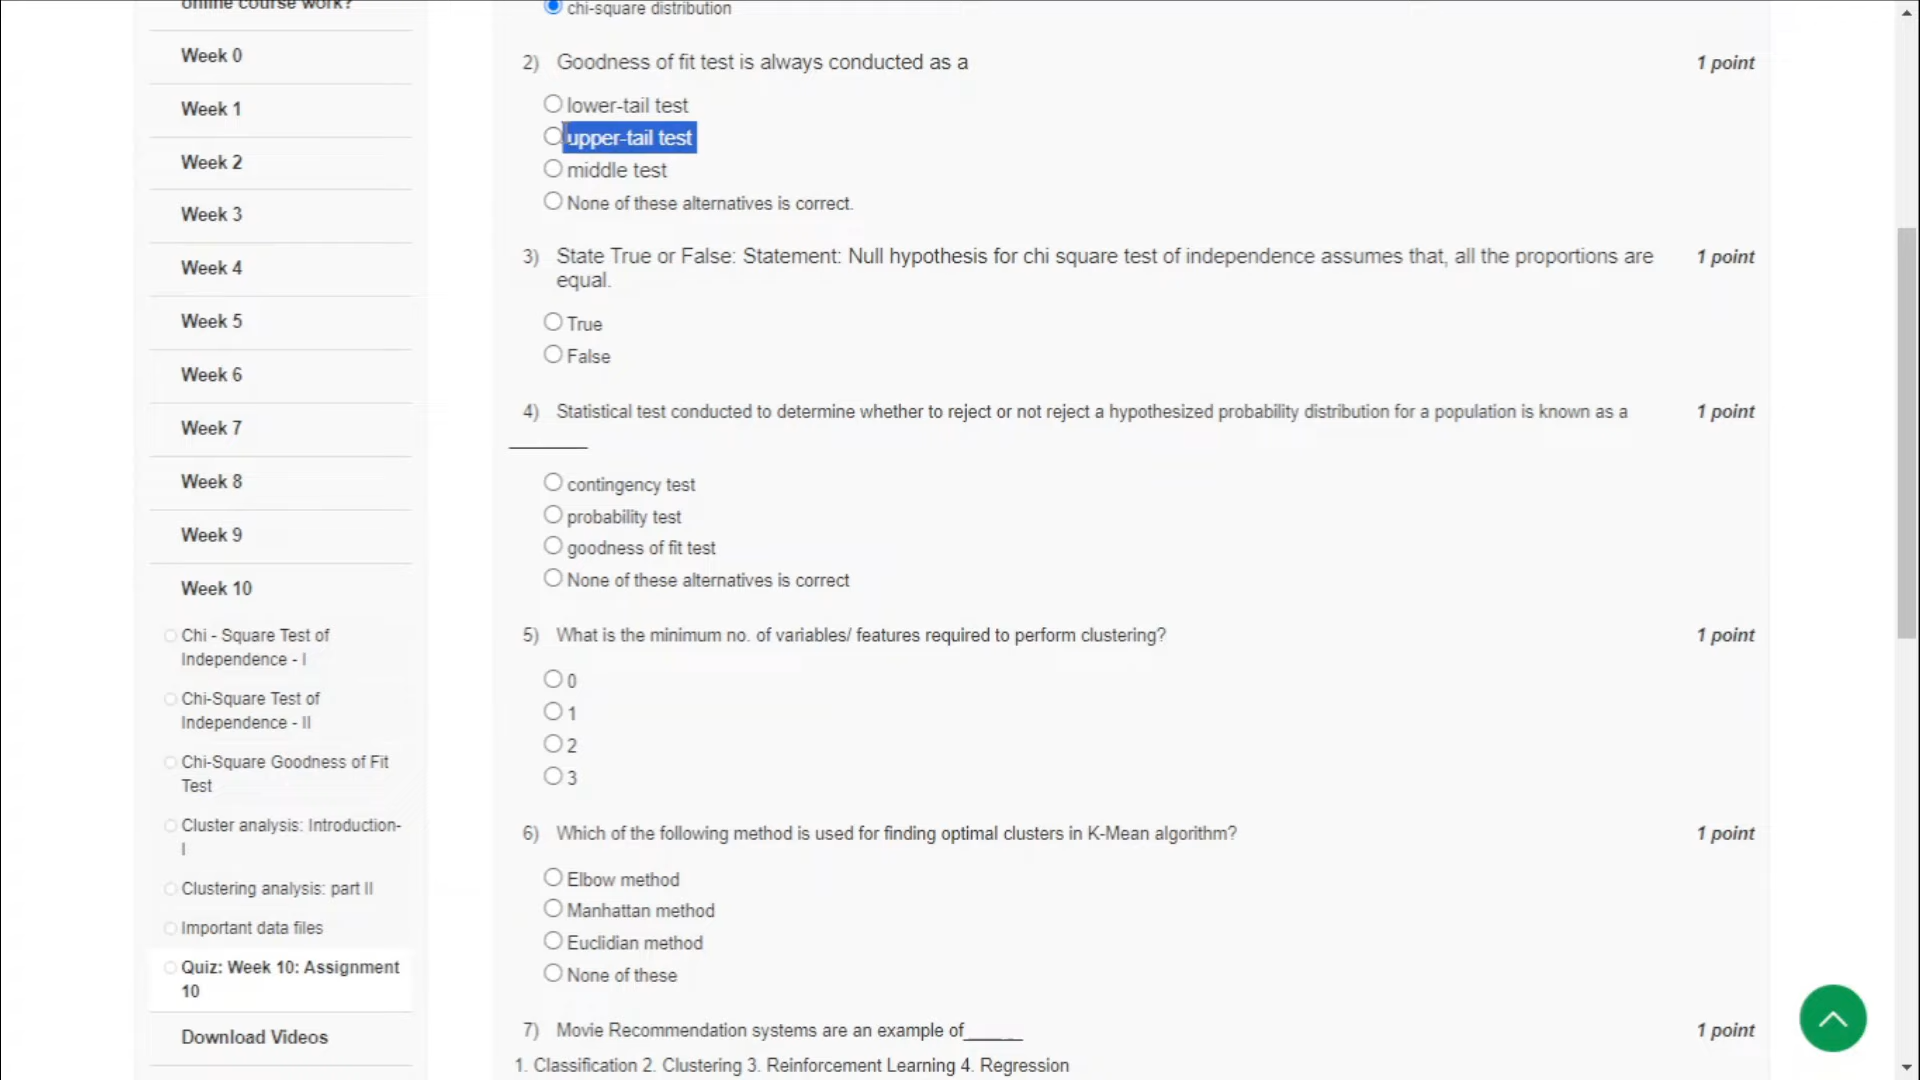 online course work?
Week 0
Week 1
Week 2
Week 3
Week 4
Week 5
Week 6
Week 7
Week 8
Week 9
Week 10
Chi - Square Test of
Independence - I
Chi-Square Test of
Independence - II
Chi-Square Goodness of Fit
Test
Cluster analysis: Introduction-
I
Clustering analysis: part II
Important data files
Quiz: Week 10: Assignment
10
Download Videos
chi-square distribution
2) Goodness of fit test is always conducted as a 1 point
lower-tail test
upper-tail test
middle test
None of these alternatives is correct.
3) State True or False: Statement: Null hypothesis for chi square test of independence assumes that, all the proportions are 1 point
equal.
True
False
4) Statistical test conducted to determine whether to reject or not reject a hypothesized probability distribution for a population is known as a 1 point
________
contingency test
probability test
goodness of fit test
None of these alternatives is correct
5) What is the minimum no. of variables/ features required to perform clustering? 1 point
0
1
2
3
6) Which of the following method is used for finding optimal clusters in K-Mean algorithm? 1 point
Elbow method
Manhattan method
Euclidian method
None of these
7) Movie Recommendation systems are an example of______ 1 point
1. Classification 2. Clustering 3. Reinforcement Learning 4. Regression